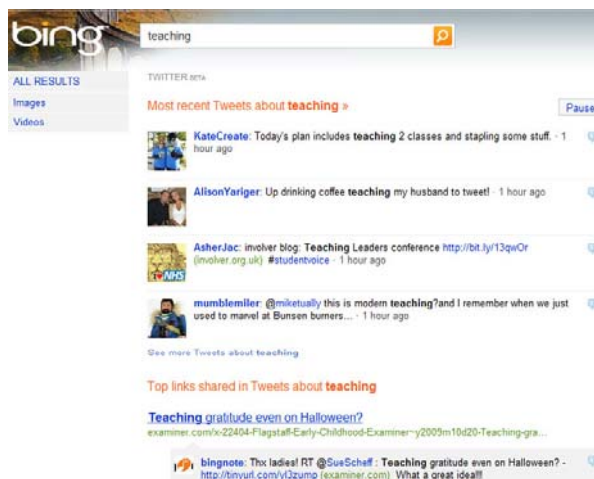 bing
teaching
ALL RESULTS
Images
Videos
TWITTER BETA
Most recent Tweets about teaching »
Pause
KateCreate: Today's plan includes teaching 2 classes and stapling some stuff. · 1
hour ago
AlisonYariger: Up drinking coffee teaching my husband to tweet! · 1 hour ago
AsherJac: involver blog: Teaching Leaders conference http://bit.ly/13qwOr
(involver.org.uk) #studentvoice · 1 hour ago
NHS
mumblemiler: @miketually this is modern teaching?and I remember when we just
used to marvel at Bunsen burners... · 1 hour ago
See more Tweets about teaching
Top links shared in Tweets about teaching
Teaching gratitude even on Halloween?
examiner.com/x-22404-Flagstaff-Early-Childhood-Examiner~y2009m10d20-Teaching-gra...
bingnote: Thx ladies! RT @SueScheff : Teaching gratitude even on Halloween? -
http://tinyurl.com/yl3zump (examiner.com) What a great idea!!!